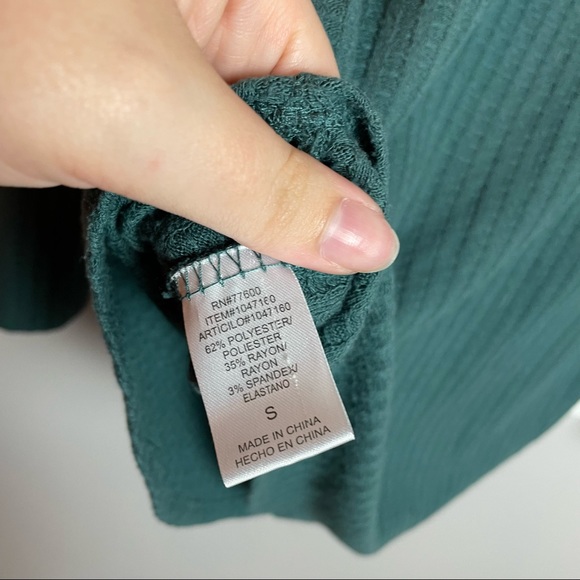 RN#77600
ITEM#1047160
ARTICILO#1047160
62% POLYESTER/
POLIESTER
35% RAYON/
RAYON
3% SPANDEX/
ELASTANO
S
MADE IN CHINA
HECHO EN CHINA